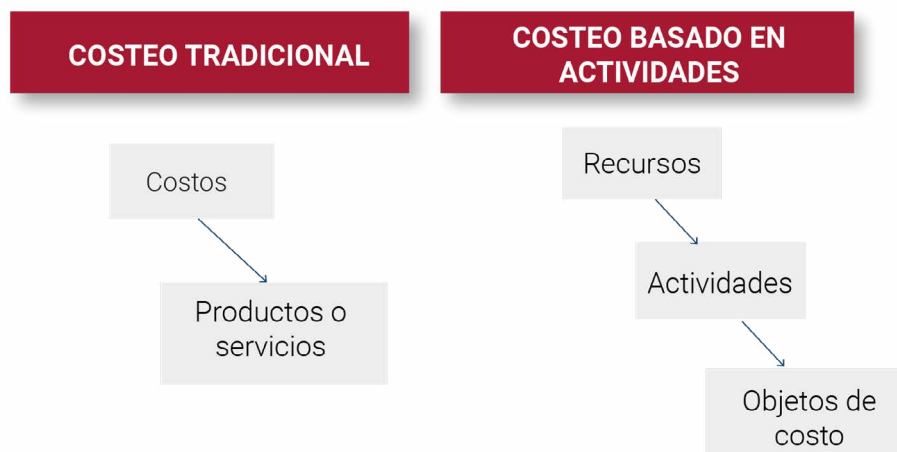 COSTEO TRADICIONAL
COSTEO BASADO EN
ACTIVIDADES
Costos
Productos o
servicios
Recursos
Actividades
Objetos de
costo